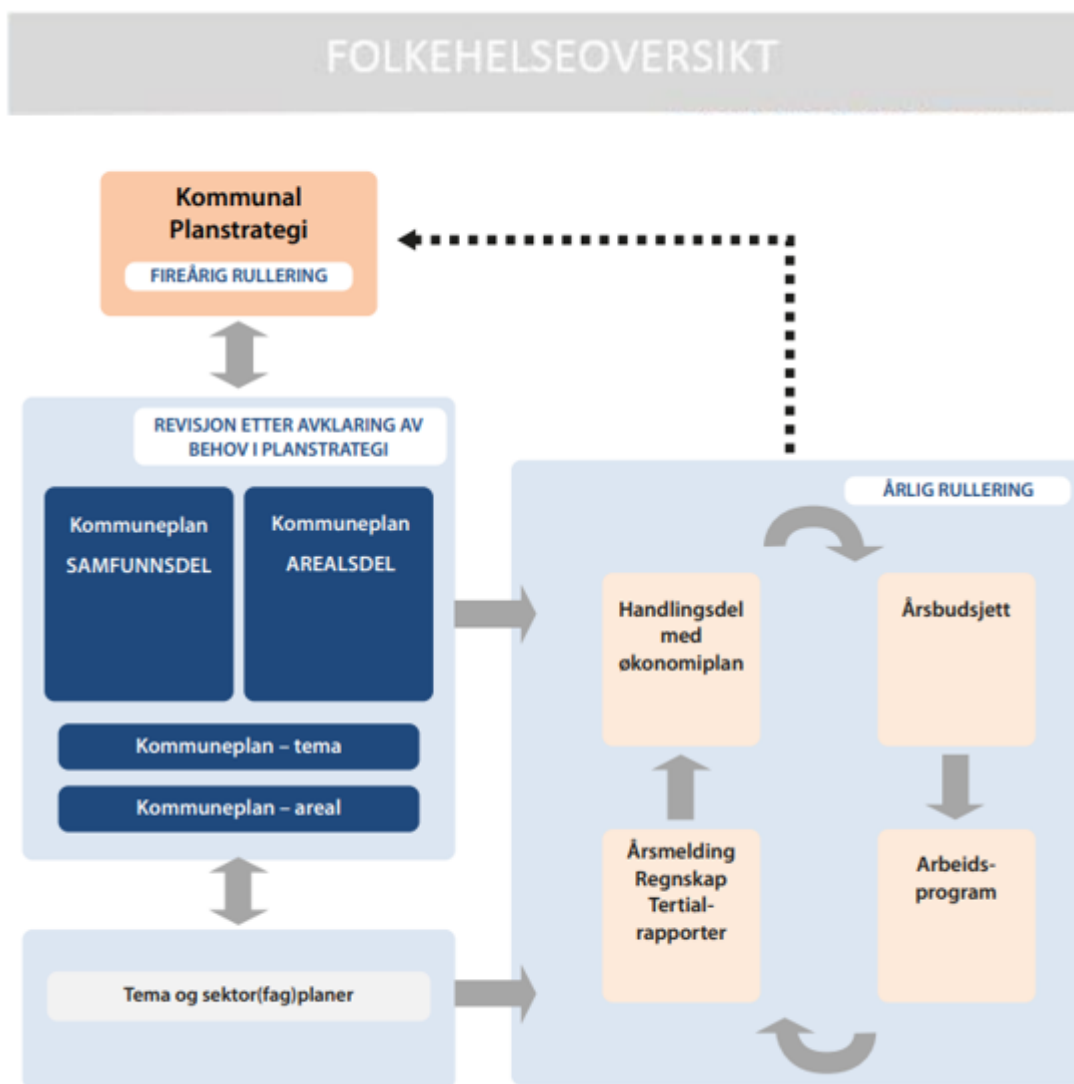 FOLKEHELSEOVERSIKT
Kommunal
Planstrategi
FIREÅRIG RULLERING
REVISJON ETTER AVKLARING AV
BEHOV I PLANSTRATEGI
Kommuneplan
SAMFUNNSDEL
Kommuneplan
AREALSDEL
Kommuneplan – tema
Kommuneplan – areal
Tema og sektor(fag)planer
ÅRLIG RULLERING
Handlingsdel
med
økonomiplan
Årsbudsjett
Årsmelding
Regnskap
Tertial-
rapporter
Arbeids-
program